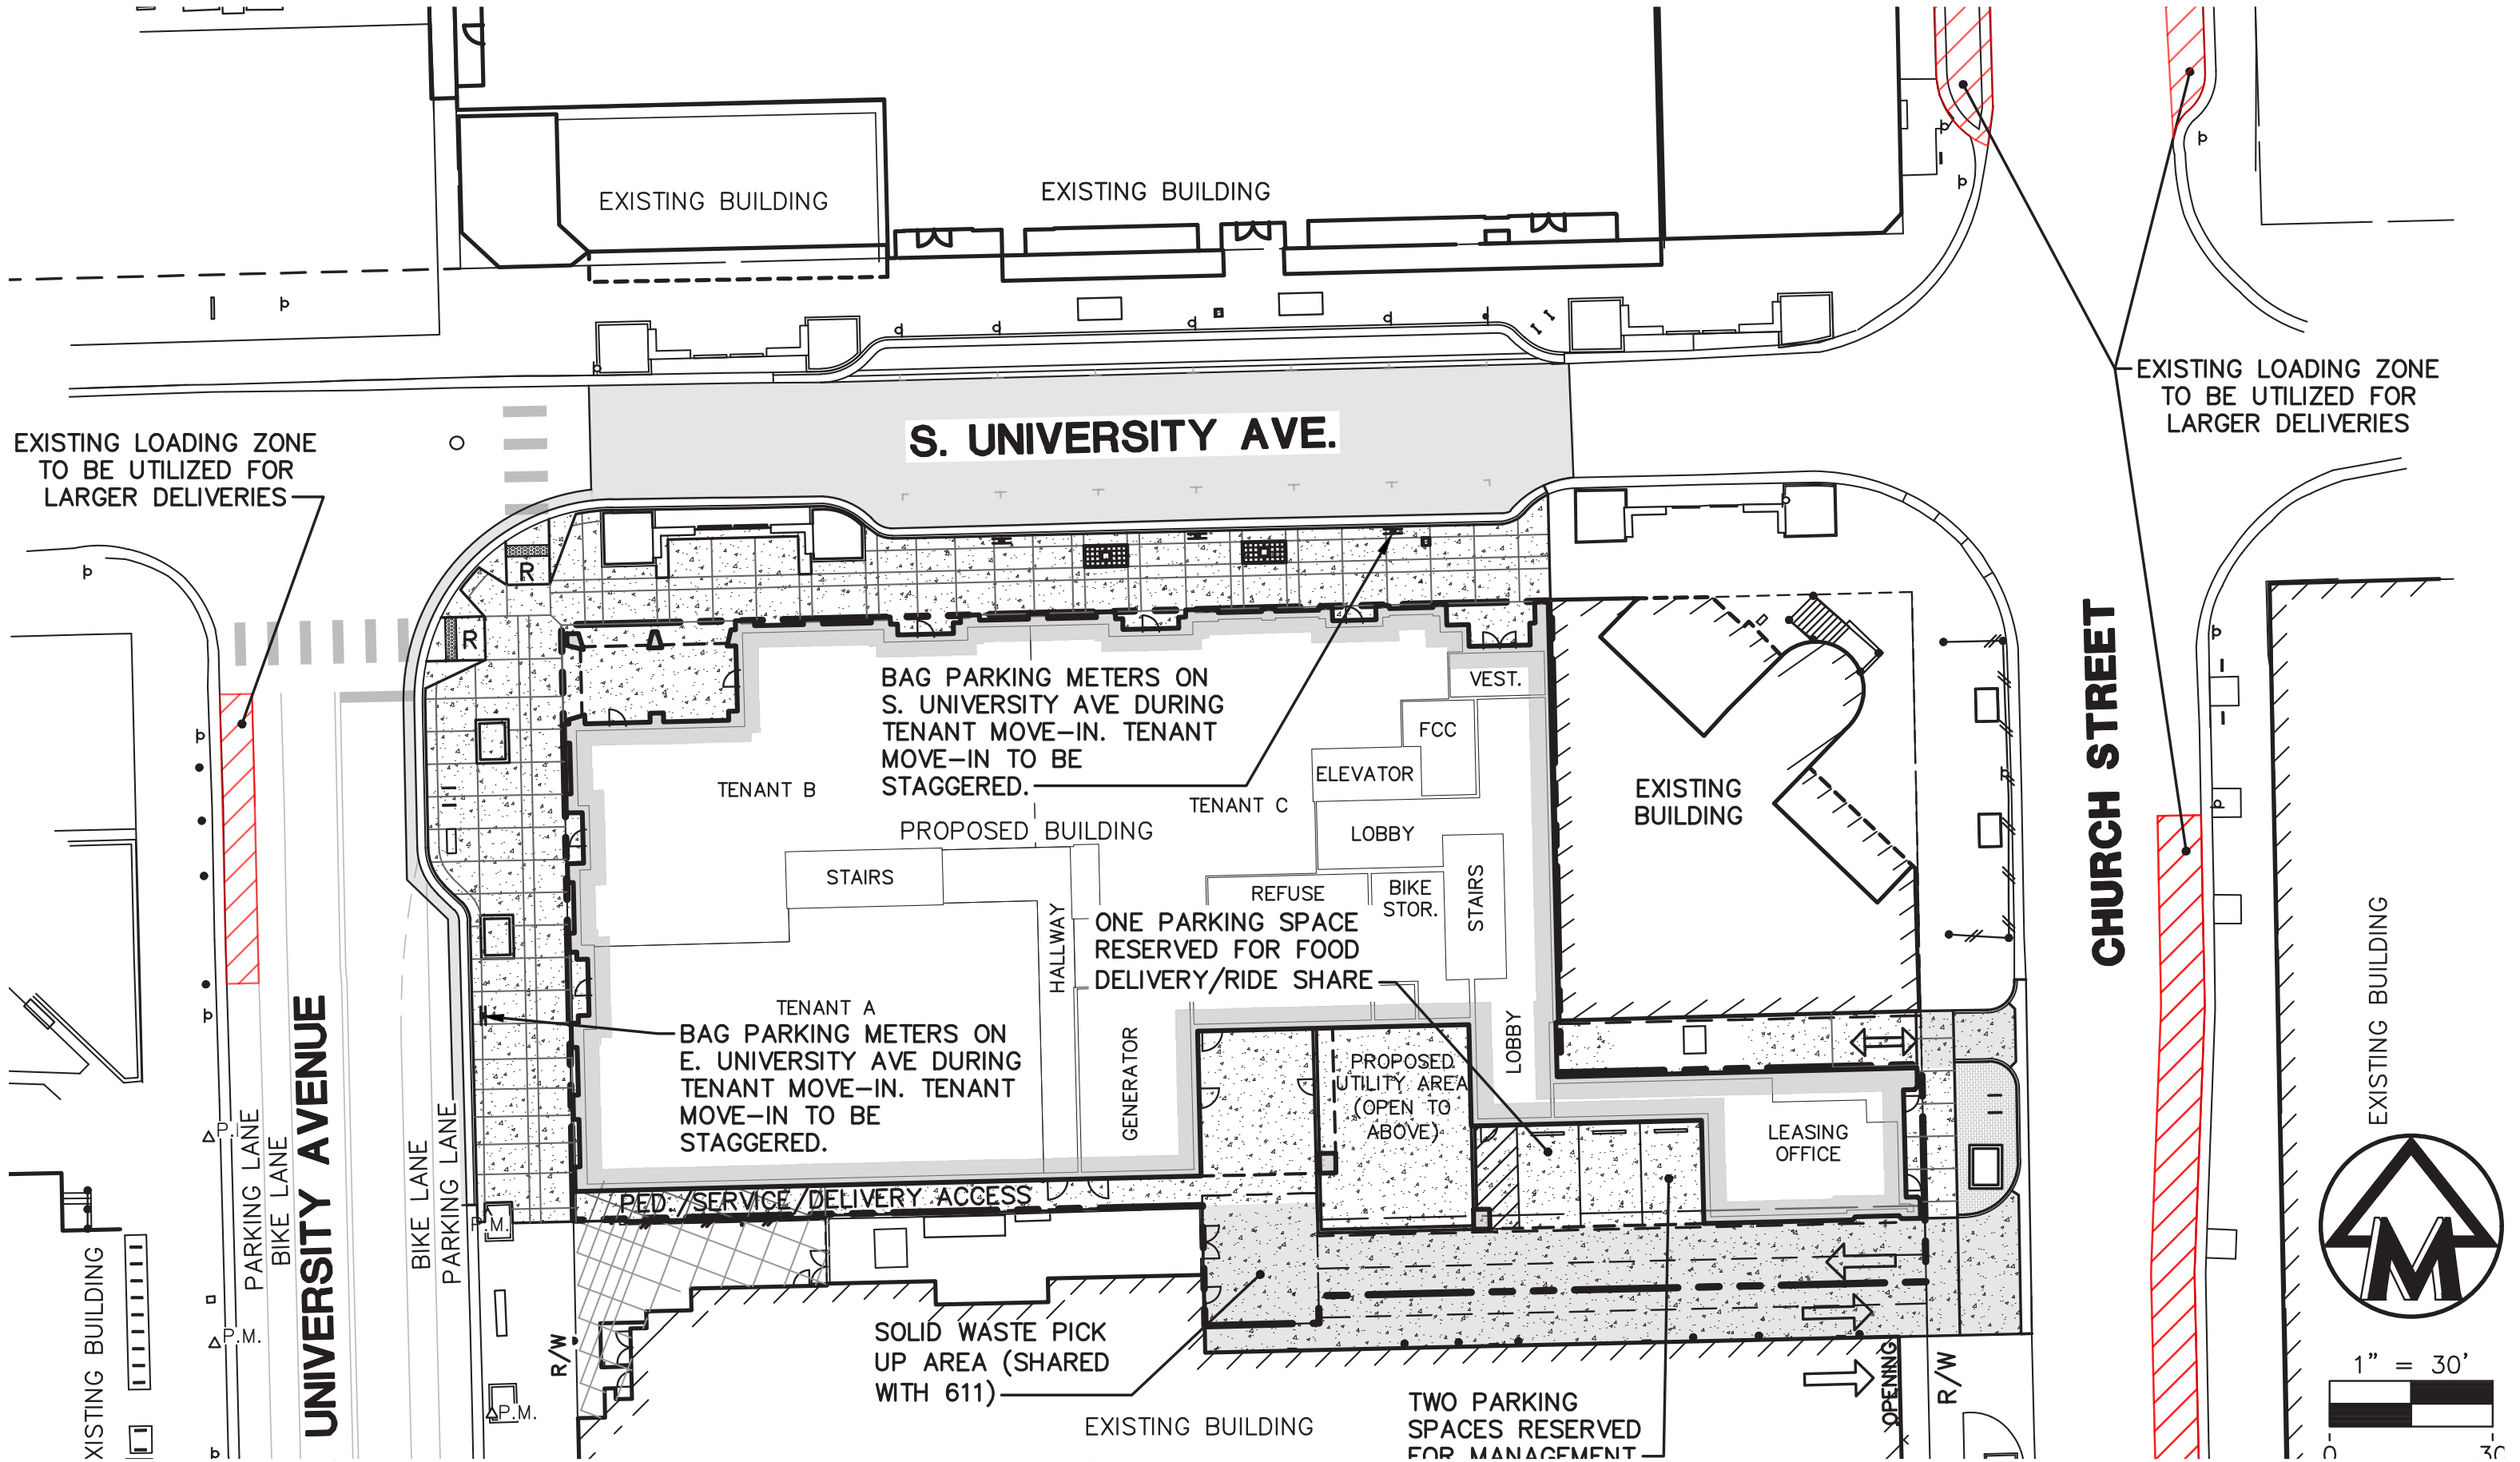 EXISTING BUILDING
EXISTING BUILDING
EXISTING LOADING ZONE
TO BE UTILIZED FOR
LARGER DELIVERIES
S. UNIVERSITY AVE.
EXISTING LOADING ZONE
TO BE UTILIZED FOR
LARGER DELIVERIES
R
R
BAG PARKING METERS ON
S. UNIVERSITY AVE DURING
TENANT MOVE-IN. TENANT
MOVE-IN TO BE
STAGGERED.
VEST.
FCC
ELEVATOR
LOBBY
TENANT B
TENANT C
PROPOSED BUILDING
EXISTING
BUILDING
CHURCH STREET
STAIRS
REFUSE
BIKE
STOR.
STAIRS
HALLWAY
ONE PARKING SPACE
RESERVED FOR FOOD
DELIVERY/RIDE SHARE
EXISTING BUILDING
TENANT A
BAG PARKING METERS ON
E. UNIVERSITY AVE DURING
TENANT MOVE-IN. TENANT
MOVE-IN TO BE
STAGGERED.
GENERATOR
LOBBY
PROPOSED
UTILITY AREA
(OPEN TO
ABOVE)
LEASING
OFFICE
UNIVERSITY AVENUE
PARKING LANE
BIKE LANE
BIKE LANE
PARKING LANE
P.
P.M.
P.M.
P.M.
PED./SERVICE/DELIVERY ACCESS
R/W
SOLID WASTE PICK
UP AREA (SHARED
WITH 611)
EXISTING BUILDING
TWO PARKING
SPACES RESERVED
FOR MANAGEMENT
OPENING
R/W
XISTING BUILDING
M
1" = 30'
0
30